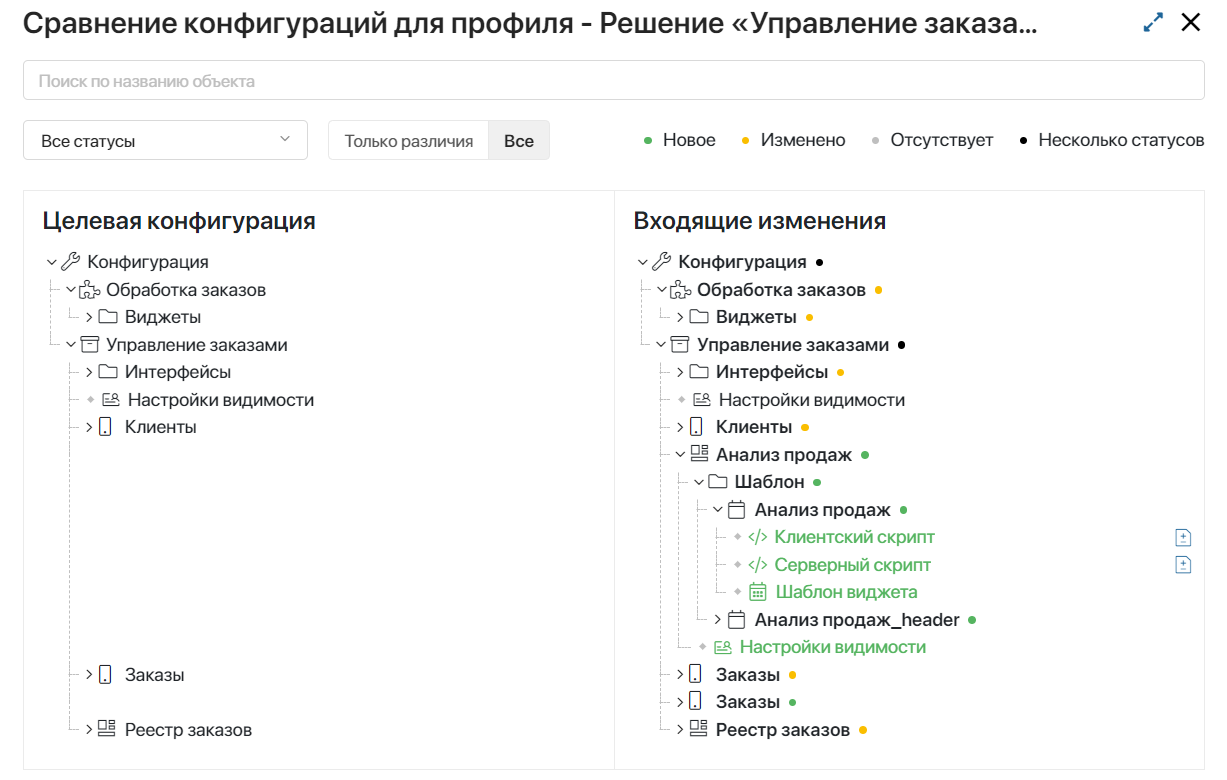 Сравнение конфигураций для профиля - Решение «Управление заказа...
Поиск по названию объекта
Все статусы
Только различия
Все
Новое
Изменено
Отсутствует
Несколько статусов
Целевая конфигурация
Конфигурация
Обработка заказов
Виджеты
Управление заказами
Интерфейсы
Настройки видимости
Клиенты
Заказы
Реестр заказов
Входящие изменения
Конфигурация
Обработка заказов
Виджеты
Управление заказами
Интерфейсы
Настройки видимости
Клиенты
Анализ продаж
Шаблон
Анализ продаж
Клиентский скрипт
Серверный скрипт
Шаблон виджета
Анализ продаж_header
Настройки видимости
Заказы
Заказы
Реестр заказов